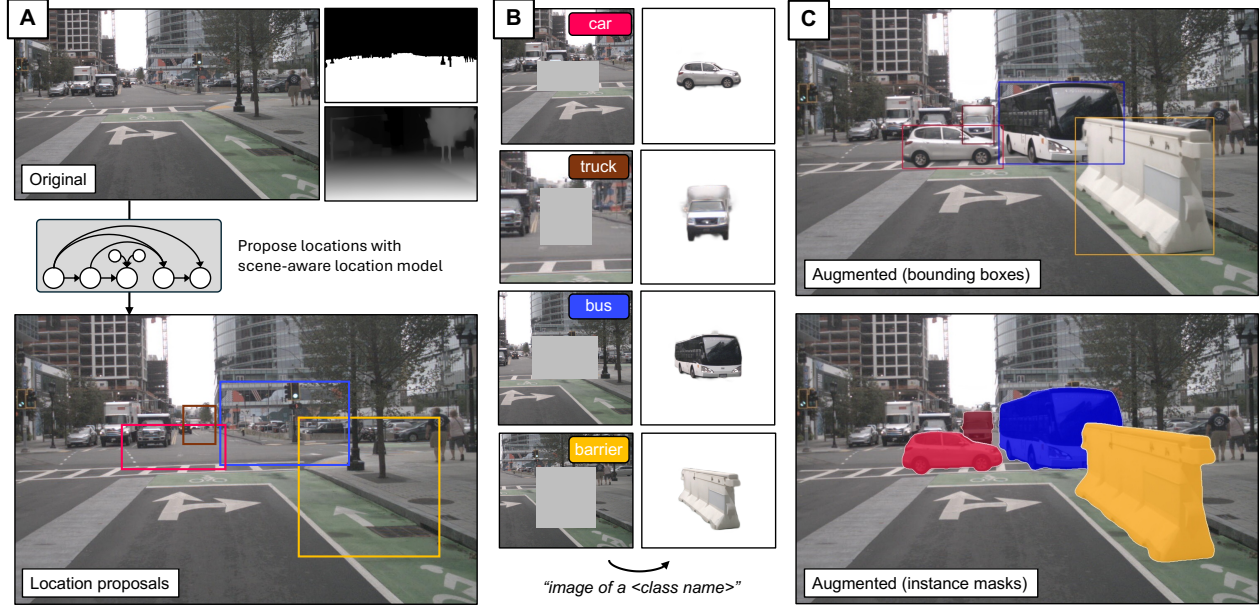 A
Original
Propose locations with
scene-aware location model
Location proposals
B
car
truck
bus
barrier
“image of a <class name>”
C
Augmented (bounding boxes)
Augmented (instance masks)